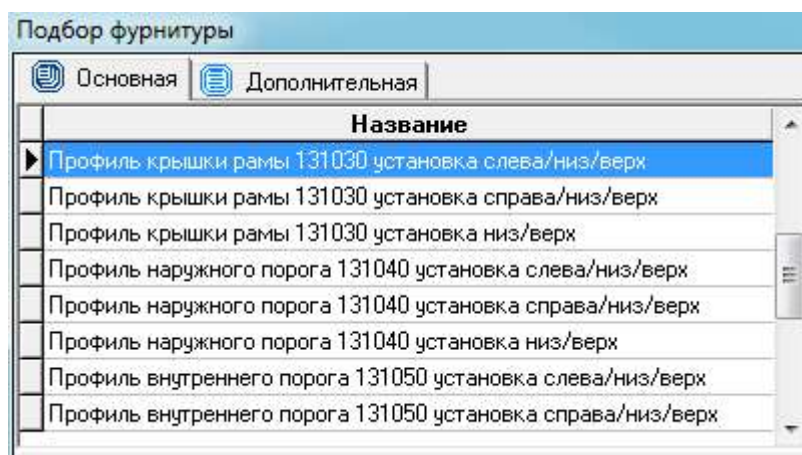 Подбор фурнитуры
Основная Дополнительная
Название
Профиль крышки рамы 131030 установка слева/низ/верх
Профиль крышки рамы 131030 установка справа/низ/верх
Профиль крышки рамы 131030 установка низ/верх
Профиль наружного порога 131040 установка слева/низ/верх
Профиль наружного порога 131040 установка справа/низ/верх
Профиль наружного порога 131040 установка низ/верх
Профиль внутреннего порога 131050 установка слева/низ/верх
Профиль внутреннего порога 131050 установка справа/низ/верх